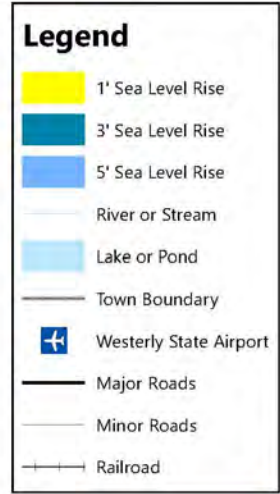 Legend
1' Sea Level Rise
3' Sea Level Rise
5' Sea Level Rise
River or Stream
Lake or Pond
Town Boundary
Westerly State Airport
Major Roads
Minor Roads
Railroad